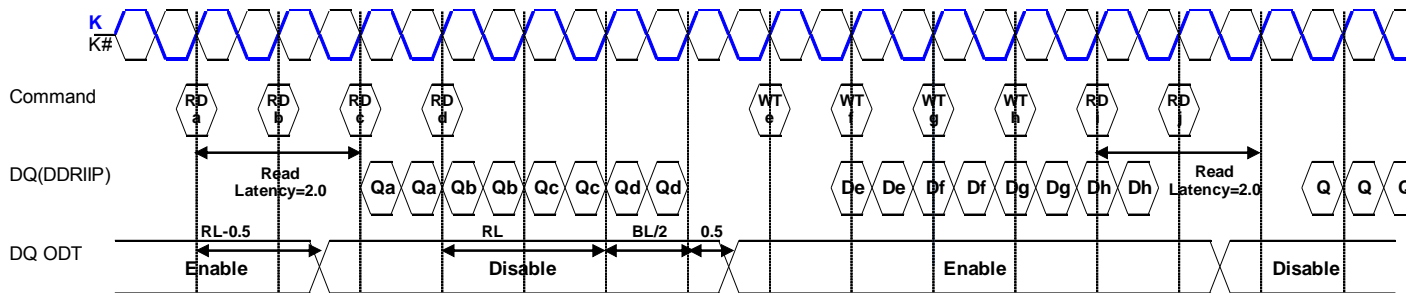 K
K#
Command
RD a RD b RD c RD d WT e WT f WT g WT h RD i RD j
DQ(DDRIIP)
Read
Latency=2.0
Qa Qa Qb Qb Qc Qc Qd Qd
De De Df Df Dg Dg Dh Dh
Read
Latency=2.0
Q Q Q
DQ ODT
RL-0.5 RL BL/2 0.5
Enable Disable Enable Disable